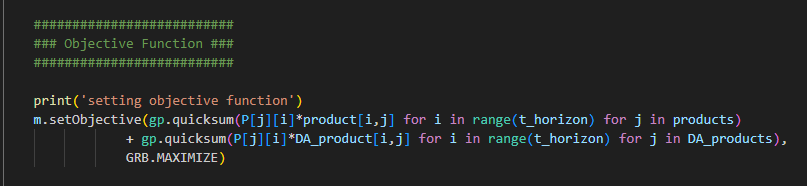 ##########################
### Objective Function ###
##########################
print('setting objective function')
m.setObjective(gp.quicksum(P[j][i]*product[i,j] for i in range(t_horizon) for j in products)
+ gp.quicksum(P[j][i]*DA_product[i,j] for i in range(t_horizon) for j in DA_products),
GRB.MAXIMIZE)